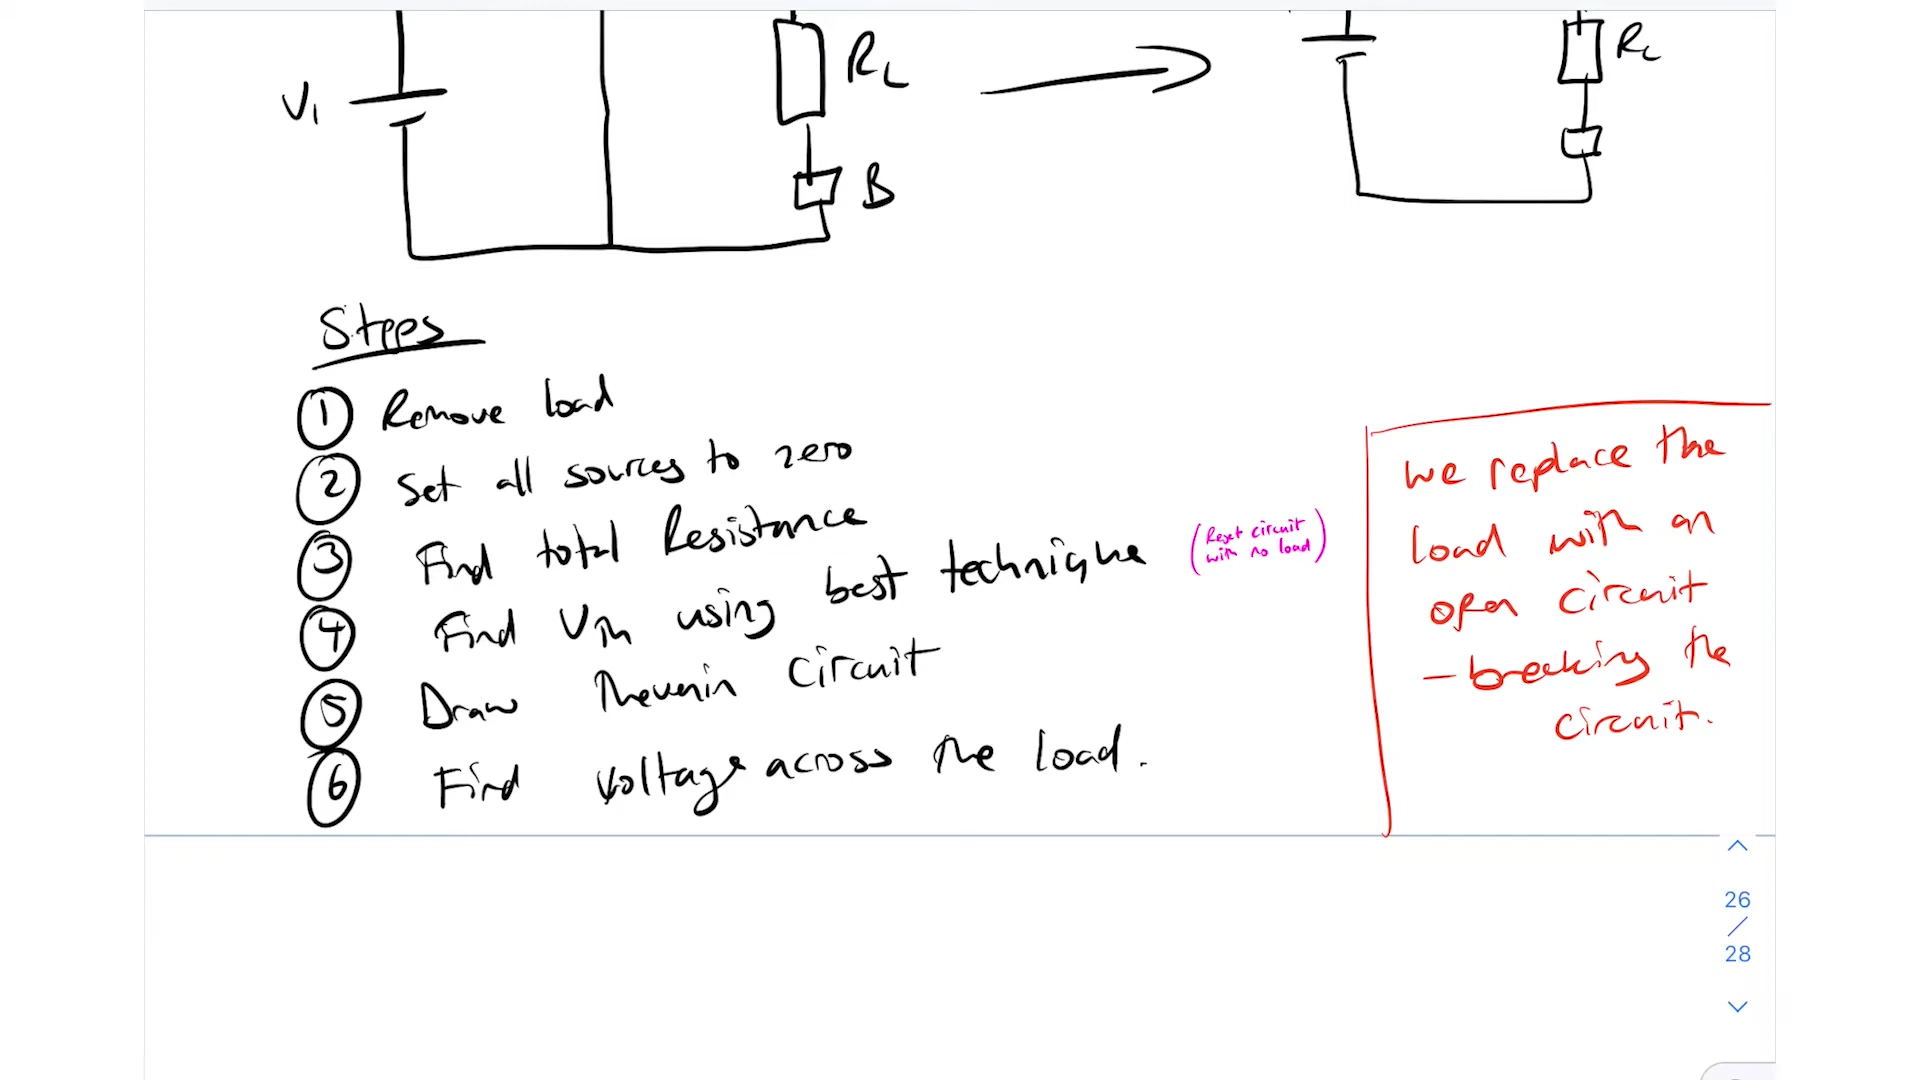 V1
RL
B
RL
Steps
1 Remove load
2 Set all sources to zero
3 Find total Resistance
4 Find Vth using best technique
(Reset circuit
with no load)
5 Draw Thevenin Circuit
6 Find voltage across the load.
we replace the
load with an
open circuit
- breaking the
circuit.
26
/
28